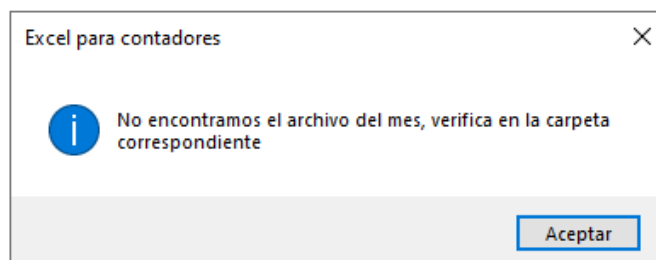 Excel para contadores
No encontramos el archivo del mes, verifica en la carpeta
correspondiente
Aceptar